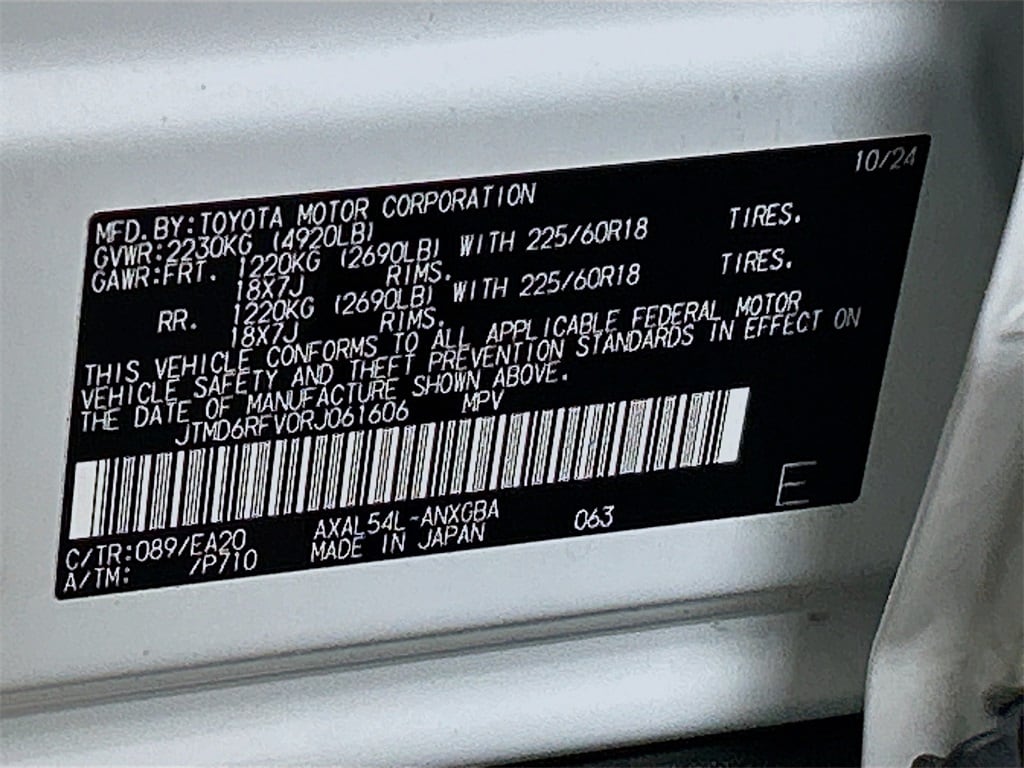 10/24
MFD.BY:TOYOTA MOTOR CORPORATION
GVWR:2230KG (4920LB)
GAWR:FRT. 1220KG (2690LB) WITH 225/60R18 TIRES.
18X7J RIMS.
RR. 1220KG (2690LB) WITH 225/60R18 TIRES.
18X7J RIMS.
THIS VEHICLE CONFORMS TO ALL APPLICABLE FEDERAL MOTOR
VEHICLE SAFETY AND THEFT PREVENTION STANDARDS IN EFFECT ON
THE DATE OF MANUFACTURE SHOWN ABOVE.
JTMD6RFV0RJ061606 MPV
C/TR:089/EA20 AXAL54L-ANXGBA 063 E
A/TM: /P710 MADE IN JAPAN